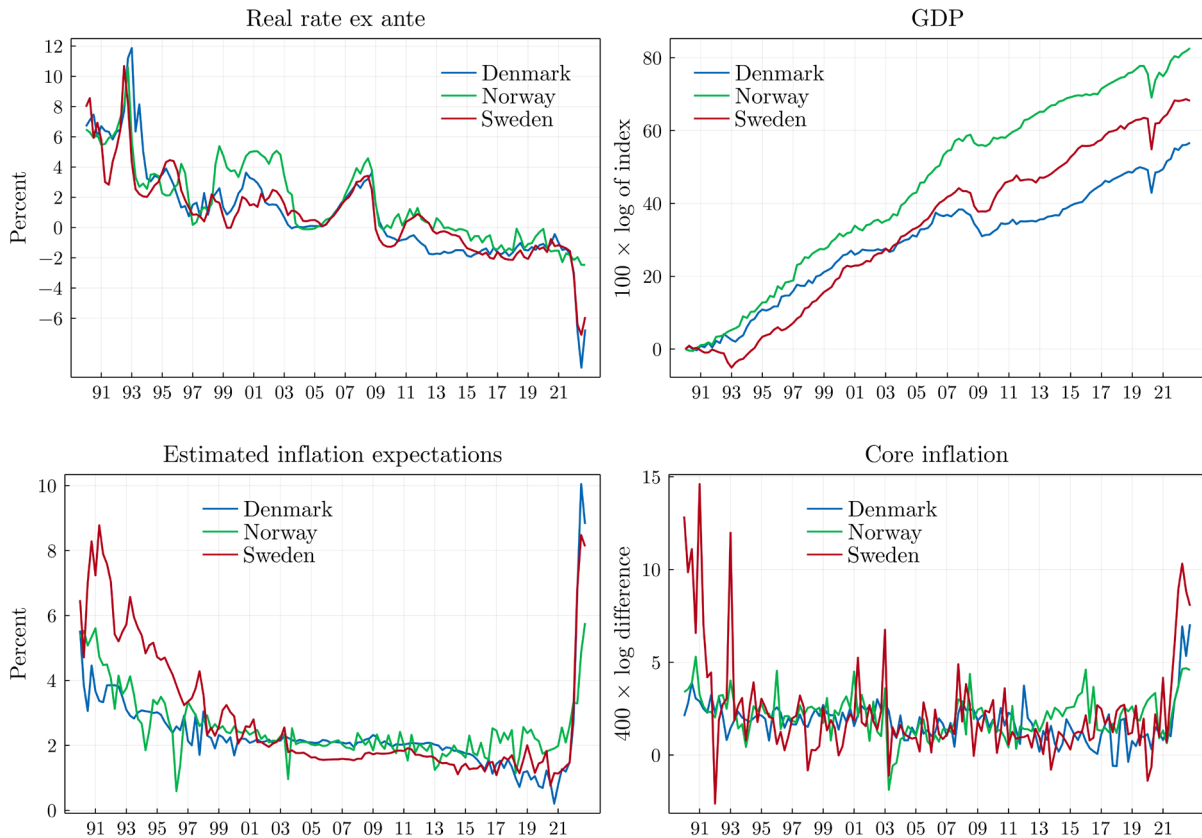 Real rate ex ante
Percent
12
10
8
6
4
2
0
−2
−4
−6
Denmark
Norway
Sweden
91 93 95 97 99 01 03 05 07 09 11 13 15 17 19 21
GDP
100 × log of index
80
60
40
20
0
Denmark
Norway
Sweden
91 93 95 97 99 01 03 05 07 09 11 13 15 17 19 21
Estimated inflation expectations
Percent
10
8
6
4
2
0
Denmark
Norway
Sweden
91 93 95 97 99 01 03 05 07 09 11 13 15 17 19 21
Core inflation
400 × log difference
15
10
5
0
Denmark
Norway
Sweden
91 93 95 97 99 01 03 05 07 09 11 13 15 17 19 21